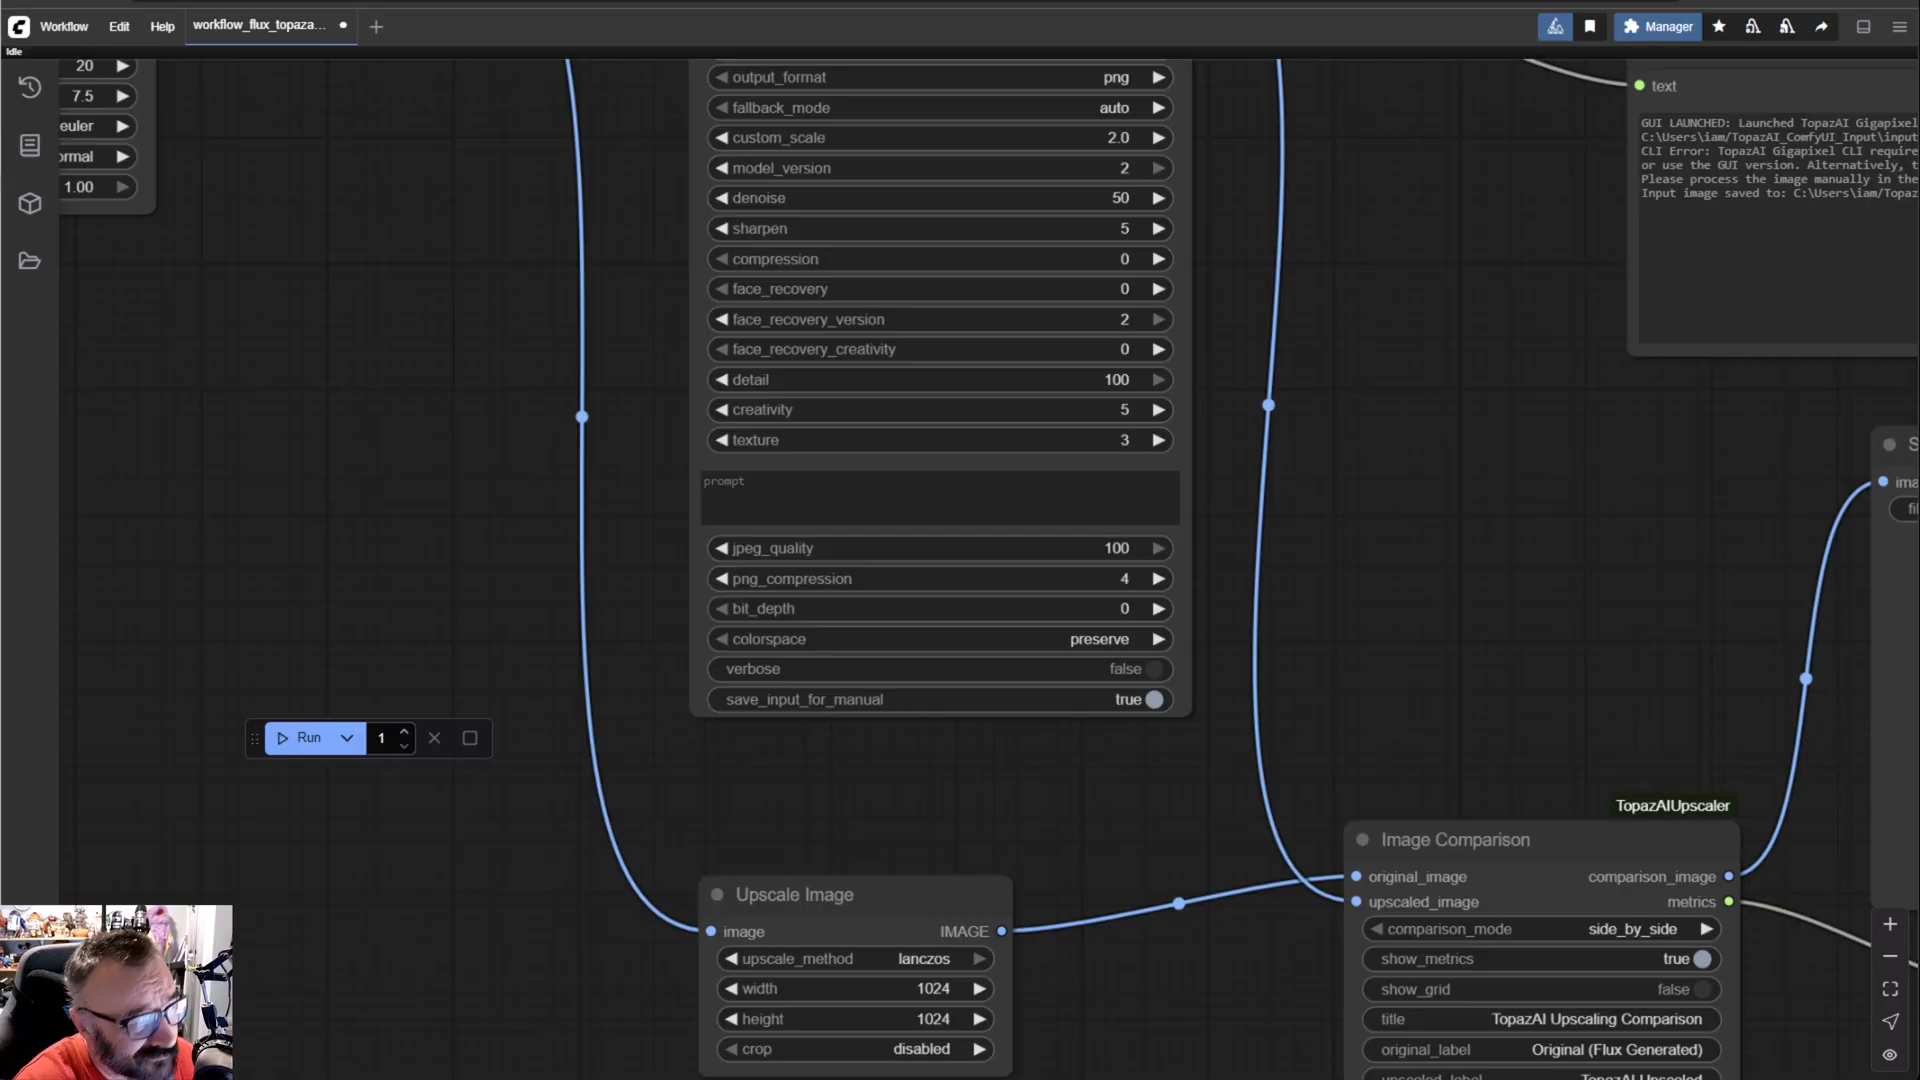 Workflow
Edit
Help
workflow_flux_topaza...
Manager
Idle
20
7.5
euler
ormal
1.00
output_format png
fallback_mode auto
custom_scale 2.0
model_version 2
denoise 50
sharpen 5
compression 0
face_recovery 0
face_recovery_version 2
face_recovery_creativity 0
detail 100
creativity 5
texture 3
prompt
jpeg_quality 100
png_compression 4
bit_depth 0
colorspace preserve
verbose false
save_input_for_manual true
text
GUI LAUNCHED: Launched TopazAI Gigapixel
C:\Users\iam/TopazAI_ComfyUI_Input\input
CLI Error: TopazAI Gigapixel CLI require
or use the GUI version. Alternatively, t
Please process the image manually in the
Input image saved to: C:\Users\iam/Topaz
S
ima
fil
Run 1
Upscale Image
image IMAGE
upscale_method lanczos
width 1024
height 1024
crop disabled
TopazAIUpscaler
Image Comparison
original_image comparison_image
upscaled_image metrics
comparison_mode side_by_side
show_metrics true
show_grid false
title TopazAI Upscaling Comparison
original_label Original (Flux Generated)
upscaled_label TopazAI Upscaled